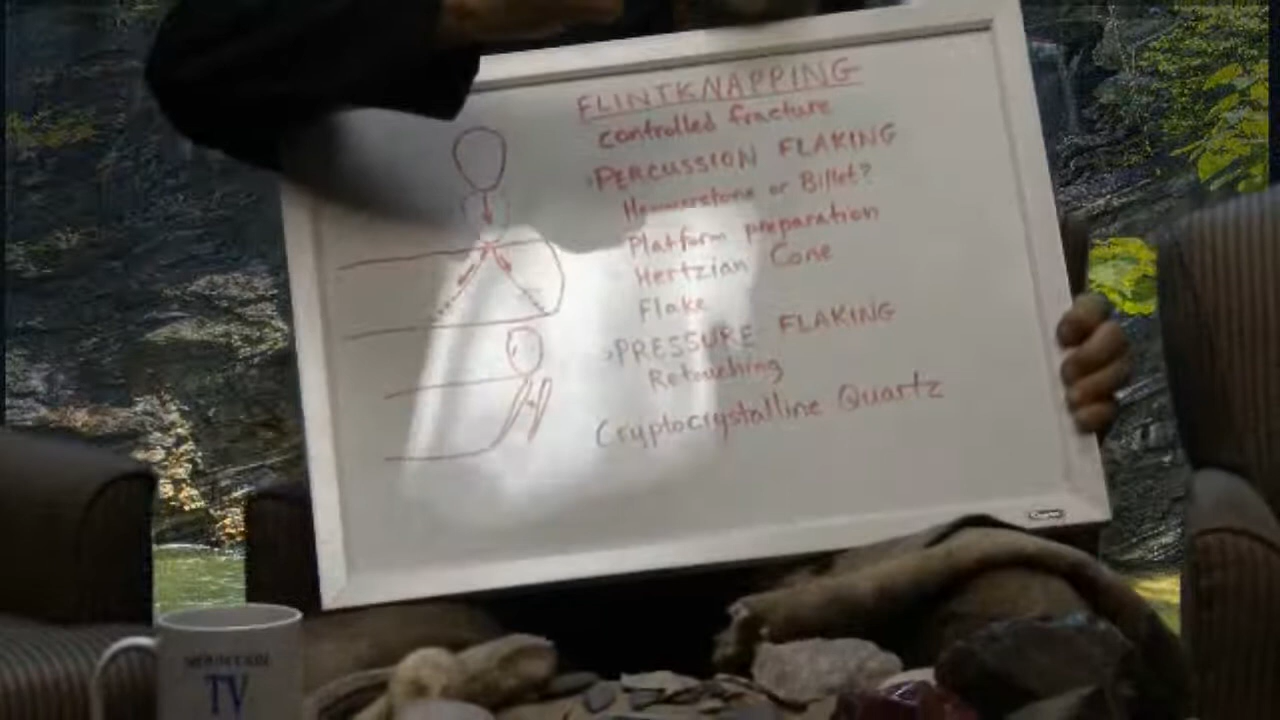 FLINTKNAPPING
controlled fracture
PERCUSSION FLAKING
Hammerstone or Billet?
Platform preparation
Hertzian Cone
Flake
PRESSURE FLAKING
Retouching
Cryptocrystalline Quartz
MOUNTAIN
TV